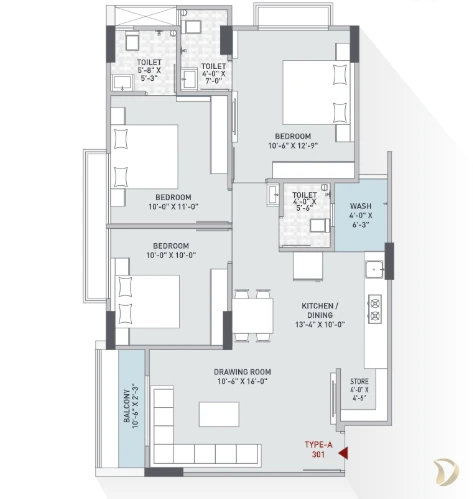 TOILET
5'-8" X
5'-3"
TOILET
4'-0" X
7'-0"
BEDROOM
10'-6" X 12'-9"
BEDROOM
10'-0" X 11'-0"
TOILET
4'-0" X
5'-6"
WASH
4'-0" X
6'-3"
BEDROOM
10'-0" X 10'-0"
KITCHEN /
DINING
13'-4" X 10'-0"
DRAWING ROOM
10'-6" X 16'-0"
STORE
4'-0" X
4'-6"
BALCONY
10'-6" X 2'-3"
TYPE-A
301